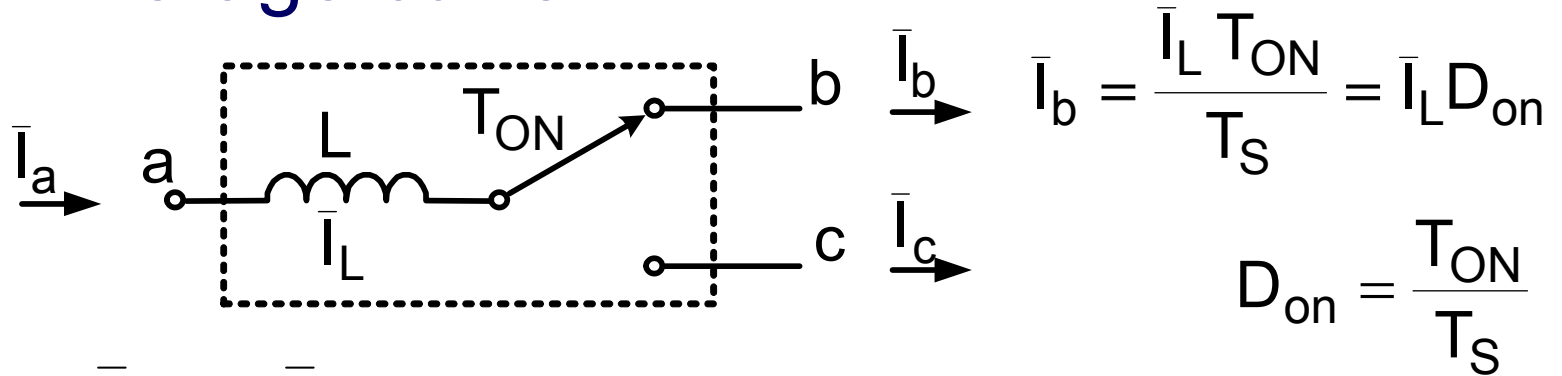 Ī_a
a
L
Ī_L
T_ON
b
c
Ī_b
Ī_c
Ī_b = Ī_L T_ON / T_S = Ī_L D_on
D_on = T_ON / T_S